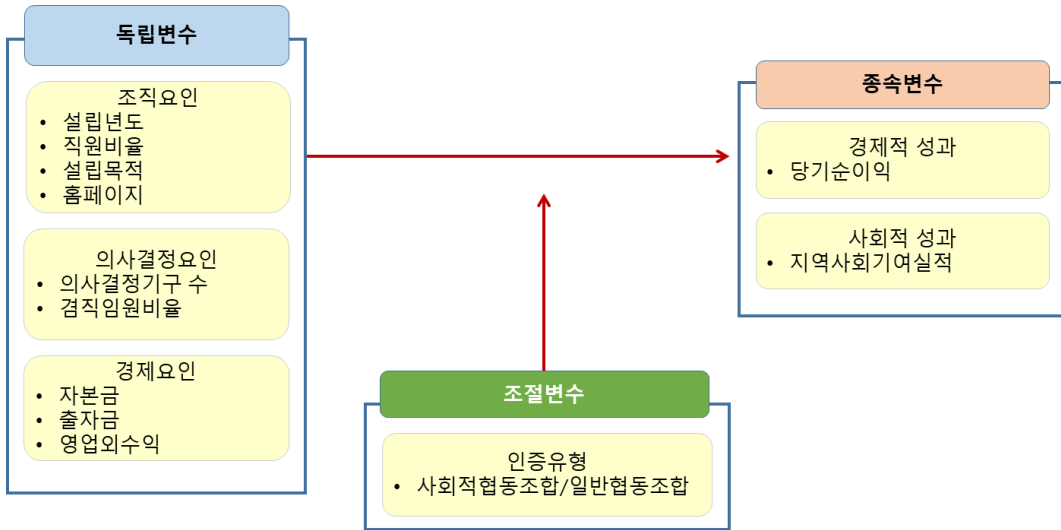 독립변수
조직요인
• 설립년도
• 직원비율
• 설립목적
• 홈페이지
의사결정요인
• 의사결정기구 수
• 겸직임원비율
경제요인
• 자본금
• 출자금
• 영업외수익
종속변수
경제적 성과
• 당기순이익
사회적 성과
• 지역사회기여실적
조절변수
인증유형
• 사회적협동조합/일반협동조합